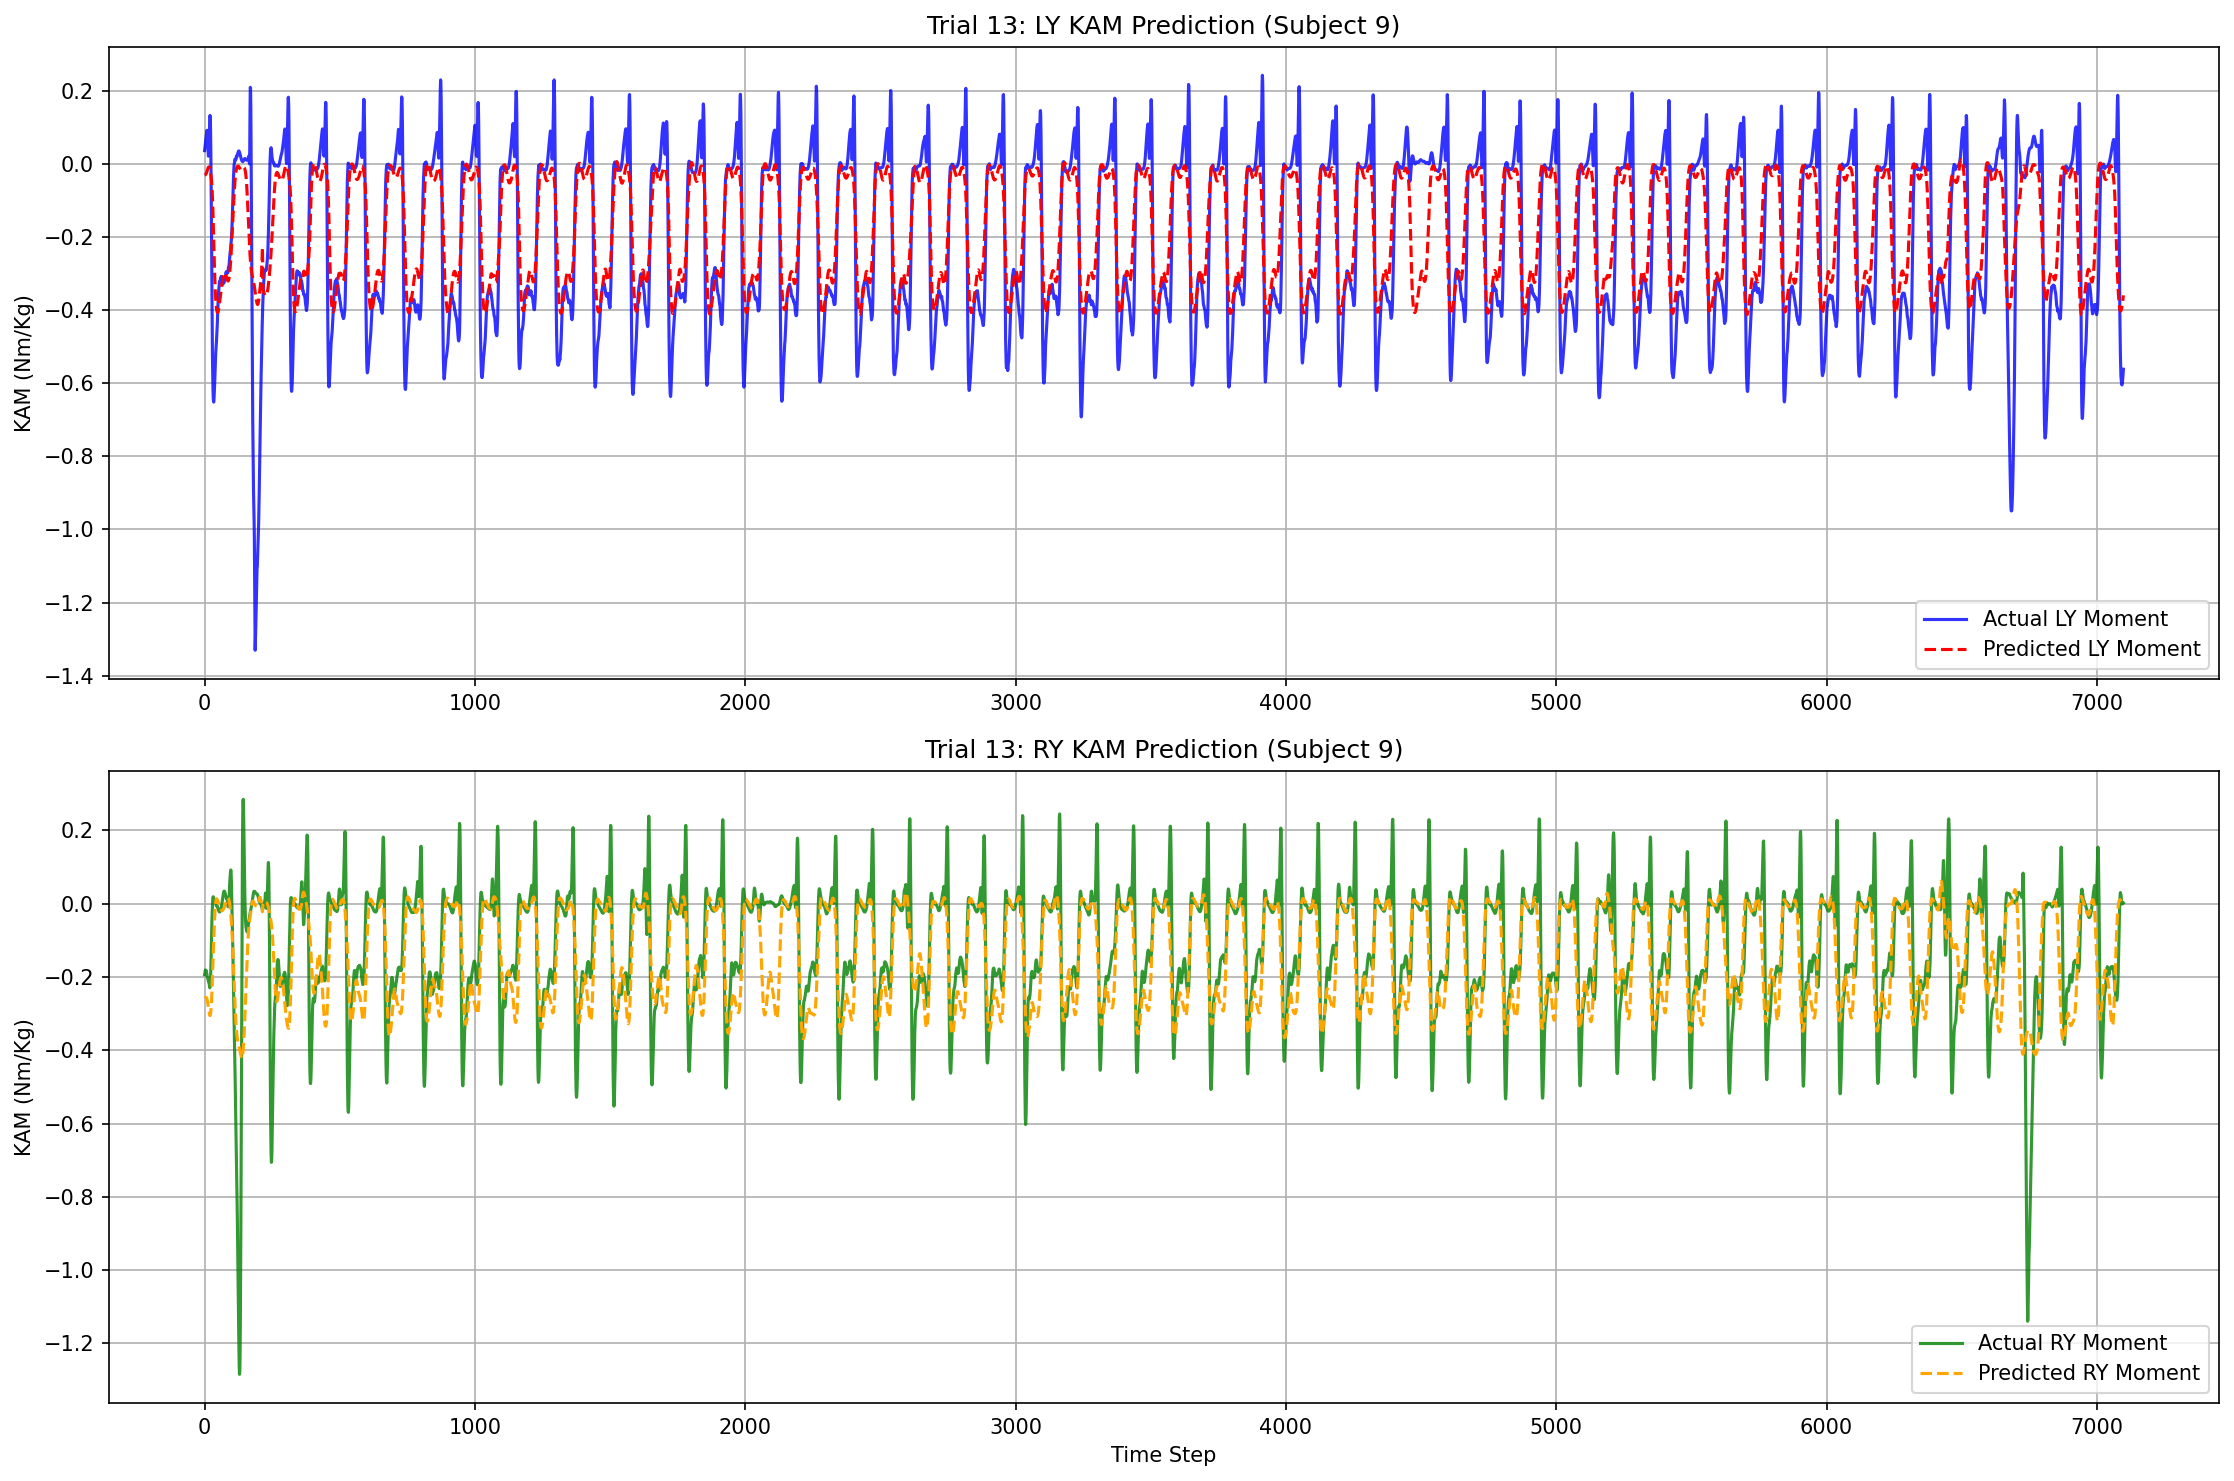 Trial 13: LY KAM Prediction (Subject 9)
KAM (Nm/Kg)
0.2
0.0
−0.2
−0.4
−0.6
−0.8
−1.0
−1.2
−1.4
Actual LY Moment
Predicted LY Moment
0 1000 2000 3000 4000 5000 6000 7000
Trial 13: RY KAM Prediction (Subject 9)
KAM (Nm/Kg)
0.2
0.0
−0.2
−0.4
−0.6
−0.8
−1.0
−1.2
Actual RY Moment
Predicted RY Moment
0 1000 2000 3000 4000 5000 6000 7000
Time Step